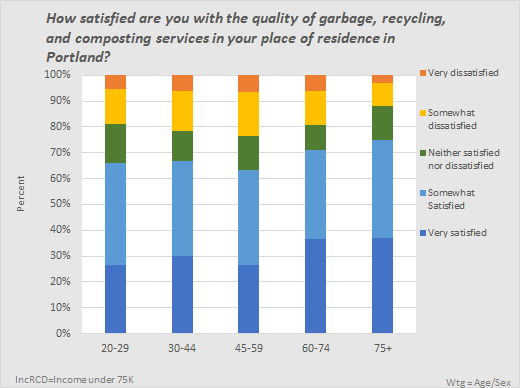 How satisfied are you with the quality of garbage, recycling,
and composting services in your place of residence in
Portland?
100%
90%
80%
70%
60%
50%
40%
30%
20%
10%
0%
Percent
20-29
30-44
45-59
60-74
75+
Very dissatisfied
Somewhat
dissatisfied
Neither satisfied
nor dissatisfied
Somewhat
Satisfied
Very satisfied
IncRCD=Income under 75K
Wtg = Age/Sex